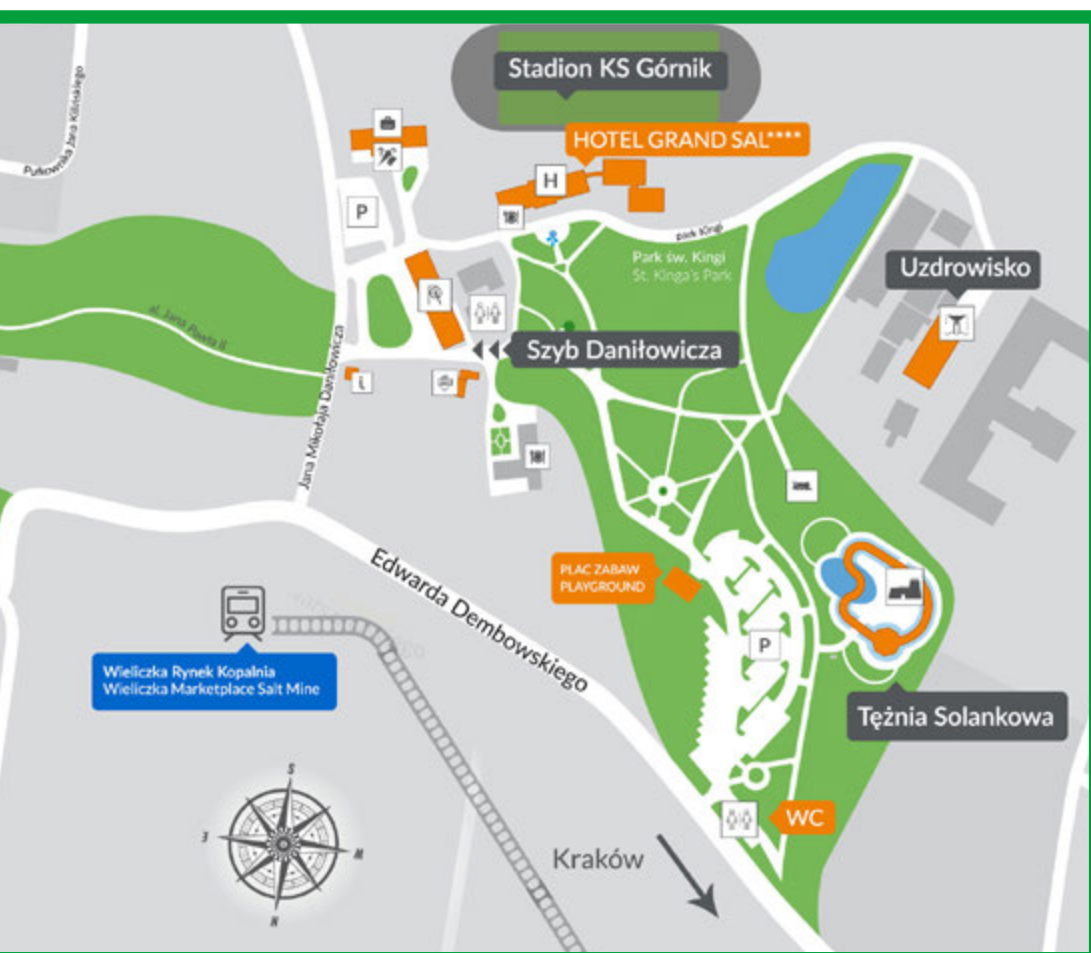 Stadion KS Górnik
HOTEL GRAND SAL****
Pułkownika Jana Kilińskiego
H
P
Park Kingi
Park św. Kingi
St. Kinga's Park
Uzdrowisko
al. Jana Pawła II
Szyb Daniłowicza
i
Jana Mikołaja Daniłowicza
PLAC ZABAW
PLAYGROUND
Edwarda Dembowskiego
P
Wieliczka Rynek Kopalnia
Wieliczka Marketplace Salt Mine
Tężnia Solankowa
S
E
W
N
WC
Kraków